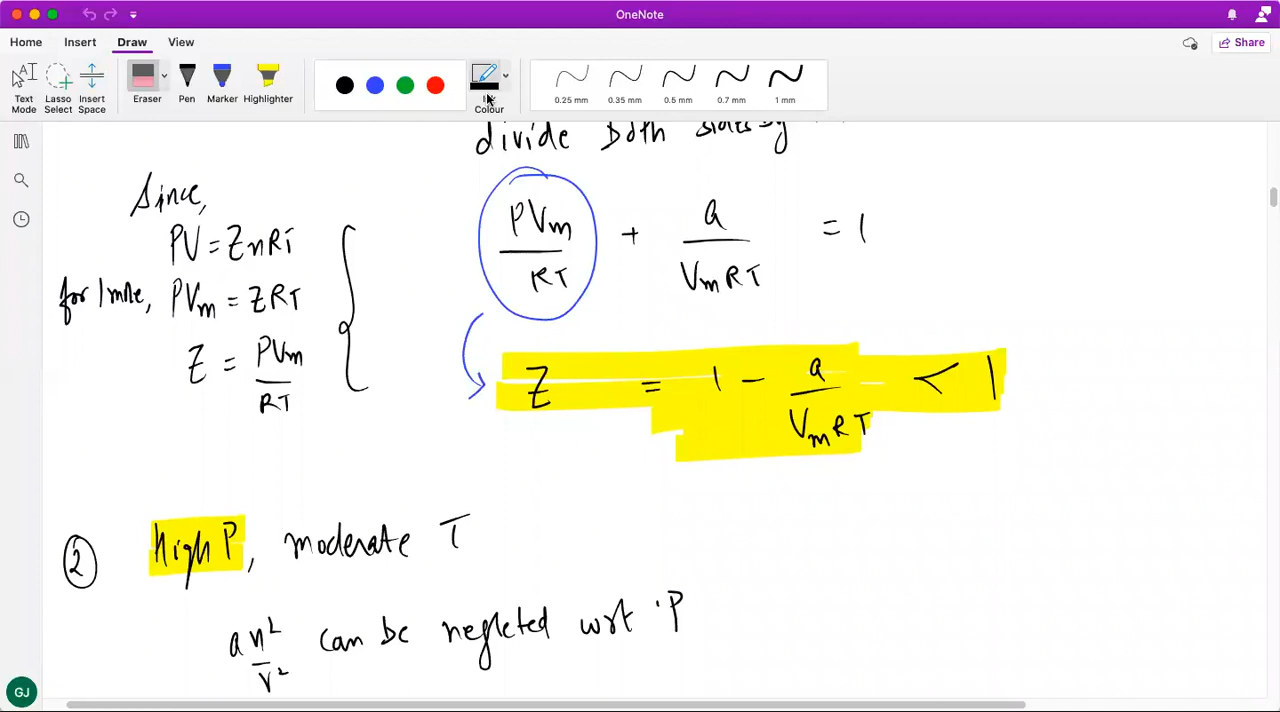 OneNote
Home Insert Draw View
Share
Text Mode
Lasso Select
Insert Space
Eraser
Pen
Marker
Highlighter
Colour
0.25 mm 0.35 mm 0.5 mm 0.7 mm 1 mm
divide both sides by
Since,
PV = ZnRT
for 1 mole, PVm = ZRT
Z = PVm / RT
PVm / RT + a / VmRT = 1
Z = 1 - a / VmRT < 1
② High P, moderate T
an² / V² can be negleted wrt P
GJ